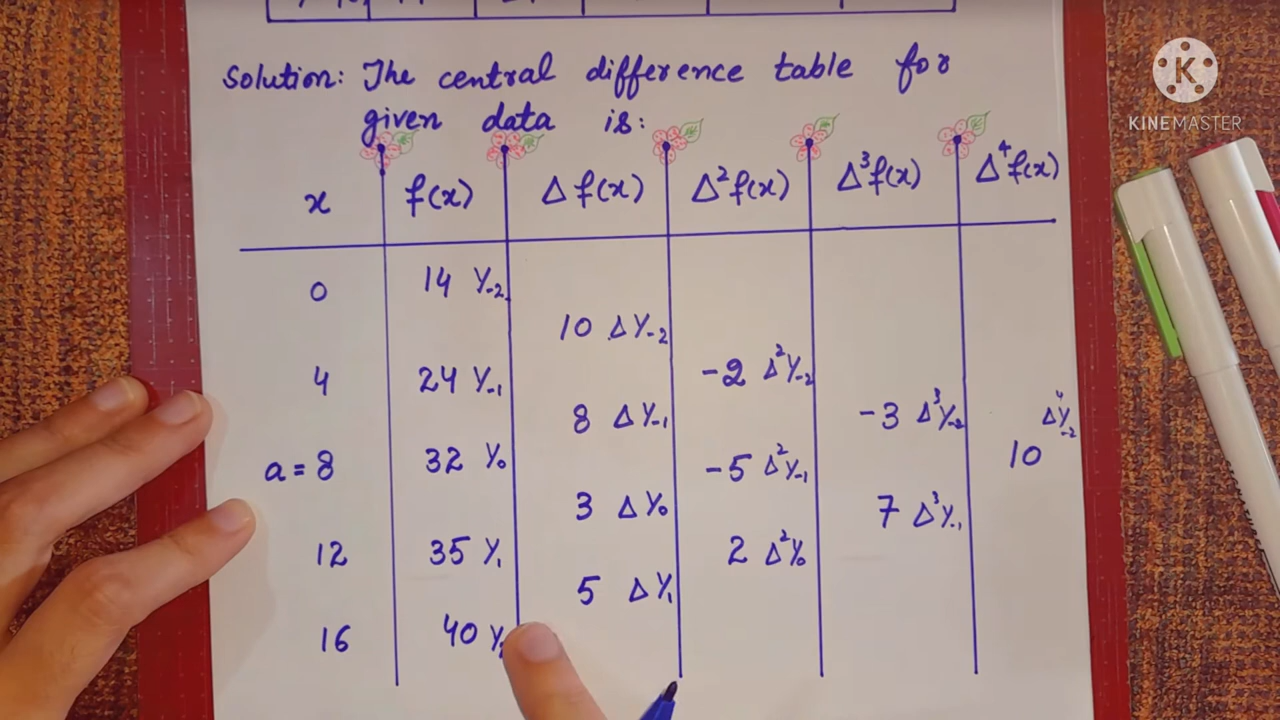 Solution: The central difference table for
given data is:
x f(x) Δf(x) Δ²f(x) Δ³f(x) Δ⁴f(x)
0 14 Y₋₂
10 ΔY₋₂
4 24 Y₋₁ -2 Δ²Y₋₂
8 ΔY₋₁ -3 Δ³Y₋₂
a = 8 32 Y₀ -5 Δ²Y₋₁ 10 Δ⁴Y₋₂
3 ΔY₀ 7 Δ³Y₋₁
12 35 Y₁ 2 Δ²Y₀
5 ΔY₁
16 40
KINEMASTER
K